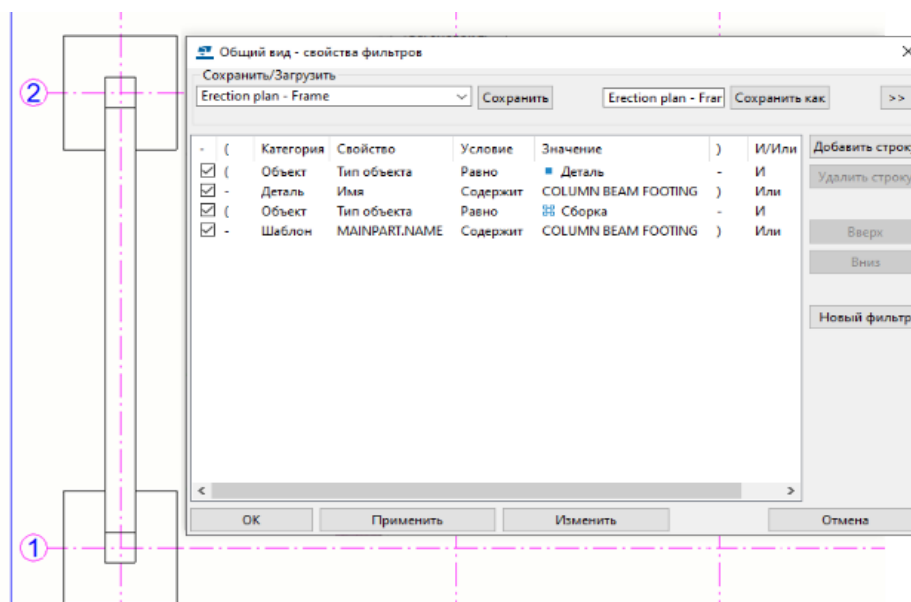 Общий вид - свойства фильтров
Сохранить/Загрузить
Erection plan - Frame Сохранить Erection plan - Frar Сохранить как >>
- ( Категория Свойство Условие Значение ) И/Или Добавить строку
( Объект Тип объекта Равно Деталь - И Удалить строку
- Деталь Имя Содержит COLUMN BEAM FOOTING ) Или
( Объект Тип объекта Равно Сборка - И
- Шаблон MAINPART.NAME Содержит COLUMN BEAM FOOTING ) Или Вверх
Вниз
Новый фильтр
ОК Применить Изменить Отмена
2
1